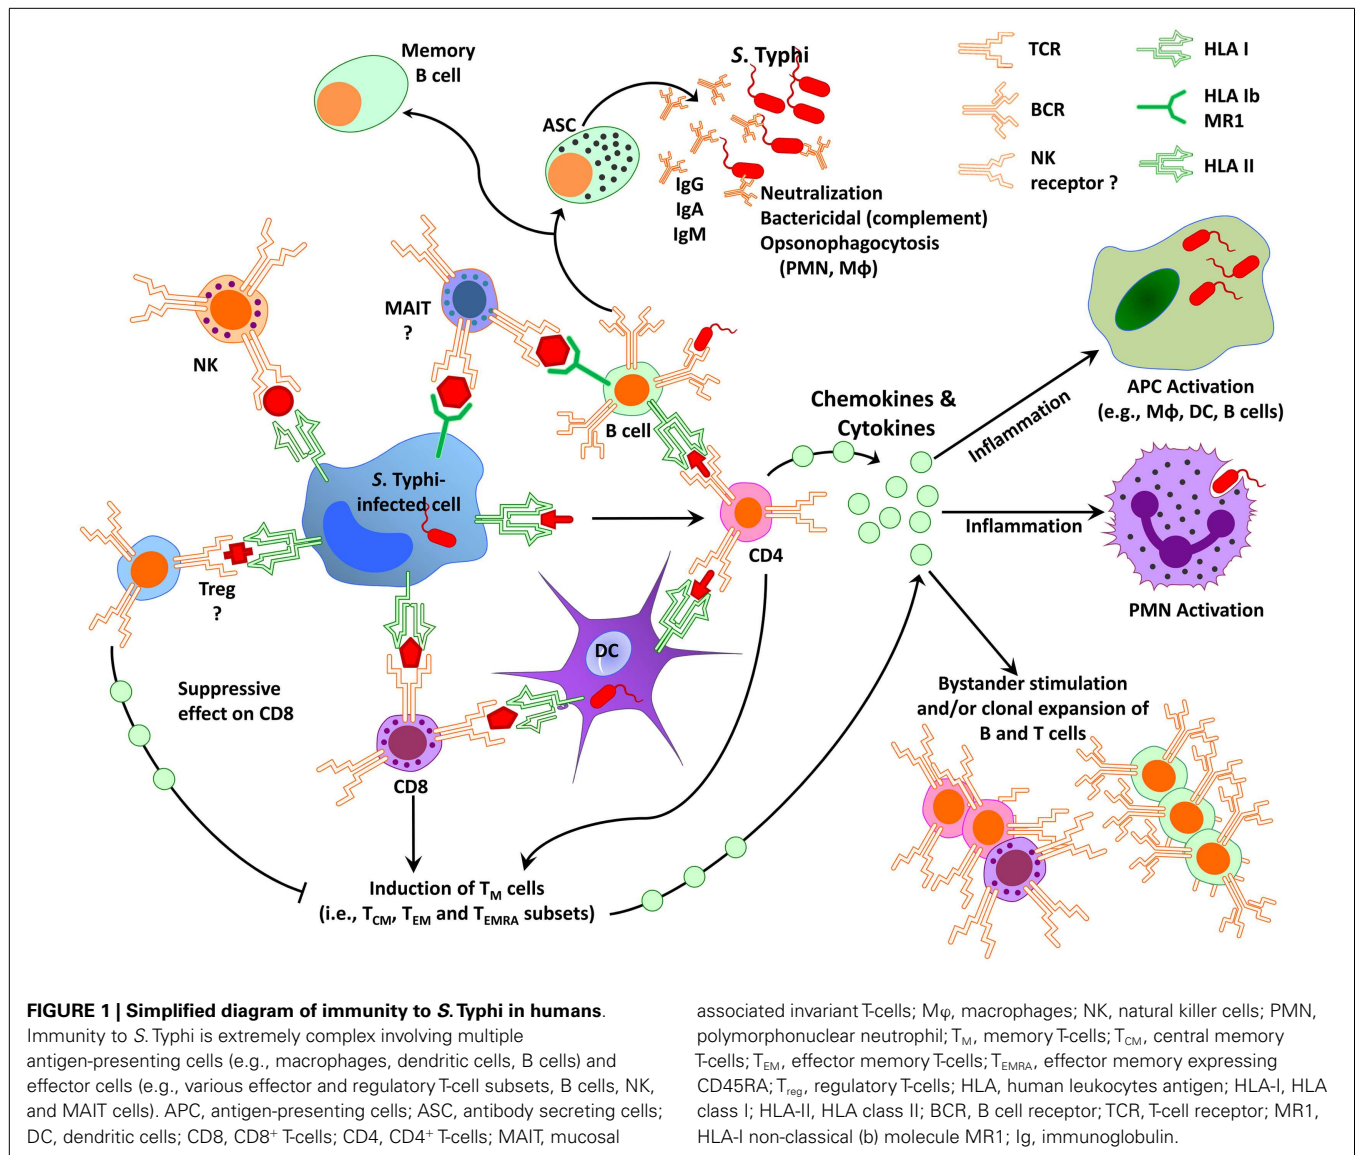 Memory
B cell
S. Typhi
ASC
IgG
IgA
IgM
Neutralization
Bactericidal (complement)
Opsonophagocytosis
(PMN, Mϕ)
TCR
HLA I
BCR
HLA Ib
MR1
NK
receptor ?
HLA II
NK
MAIT
?
B cell
Chemokines &
Cytokines
Inflammation
APC Activation
(e.g., Mϕ, DC, B cells)
S. Typhi-
infected cell
CD4
Inflammation
PMN Activation
Treg
?
DC
Suppressive
effect on CD8
CD8
Bystander stimulation
and/or clonal expansion of
B and T cells
Induction of TM cells
(i.e., TCM, TEM and TEMRA subsets)
FIGURE 1 | Simplified diagram of immunity to S. Typhi in humans.
Immunity to S. Typhi is extremely complex involving multiple
antigen-presenting cells (e.g., macrophages, dendritic cells, B cells) and
effector cells (e.g., various effector and regulatory T-cell subsets, B cells, NK,
and MAIT cells). APC, antigen-presenting cells; ASC, antibody secreting cells;
DC, dendritic cells; CD8, CD8+ T-cells; CD4, CD4+ T-cells; MAIT, mucosal
associated invariant T-cells; Mφ, macrophages; NK, natural killer cells; PMN,
polymorphonuclear neutrophil; TM, memory T-cells; TCM, central memory
T-cells; TEM, effector memory T-cells; TEMRA, effector memory expressing
CD45RA; Treg, regulatory T-cells; HLA, human leukocytes antigen; HLA-I, HLA
class I; HLA-II, HLA class II; BCR, B cell receptor; TCR, T-cell receptor; MR1,
HLA-I non-classical (b) molecule MR1; Ig, immunoglobulin.